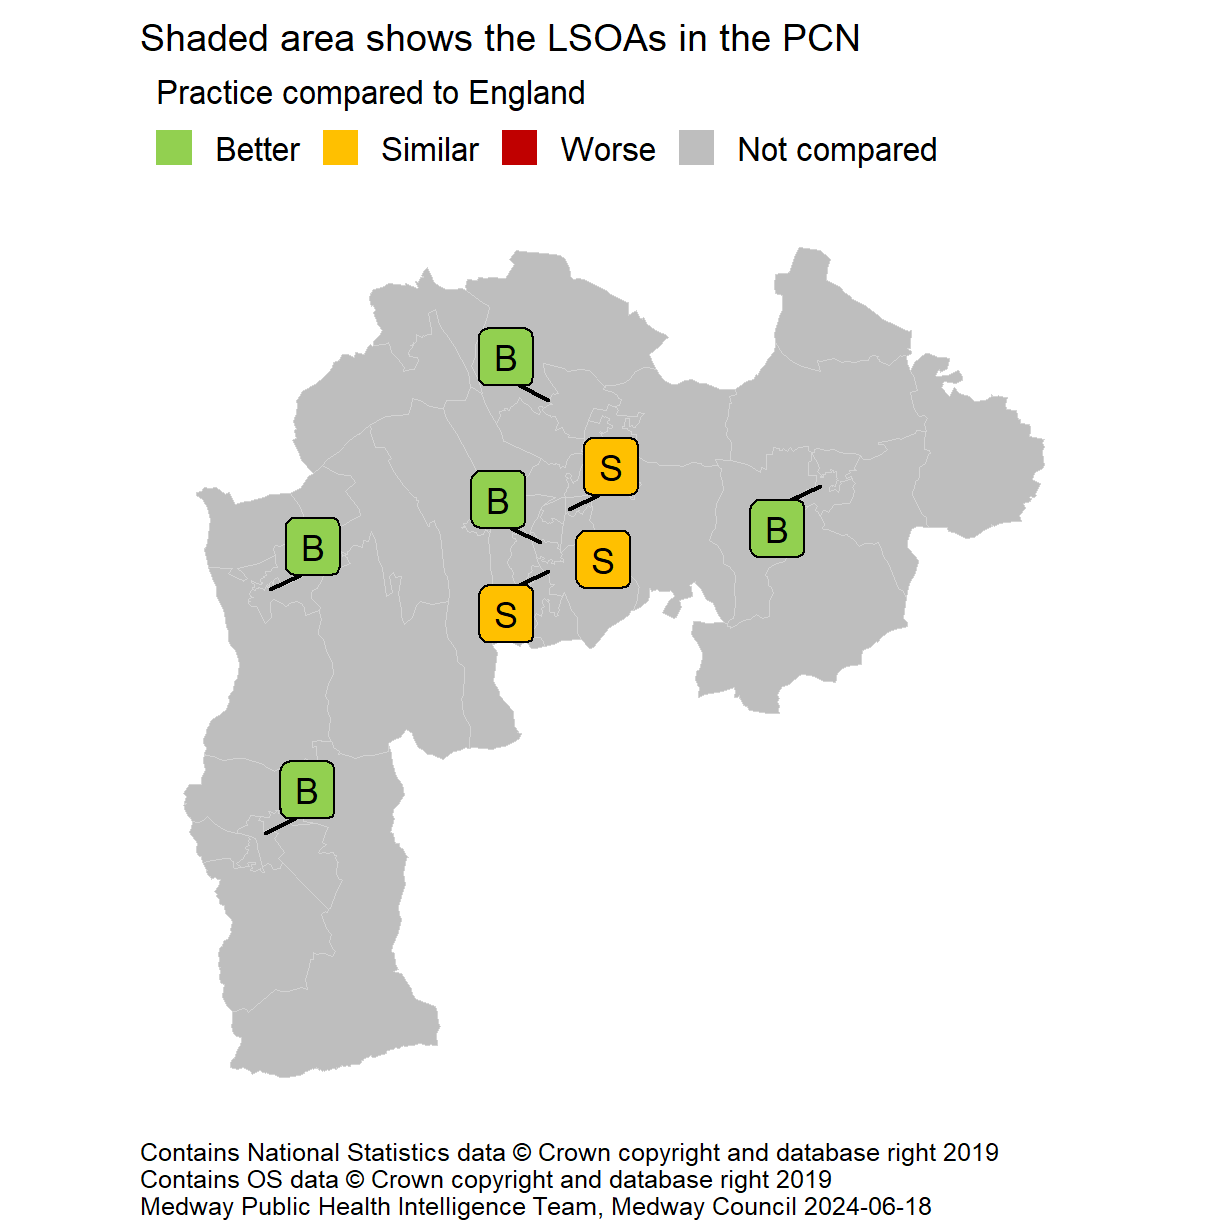 Shaded area shows the LSOAs in the PCN
Practice compared to England
Better Similar Worse Not compared
B
S
B
B
B
S
S
B
Contains National Statistics data © Crown copyright and database right 2019
Contains OS data © Crown copyright and database right 2019
Medway Public Health Intelligence Team, Medway Council 2024-06-18